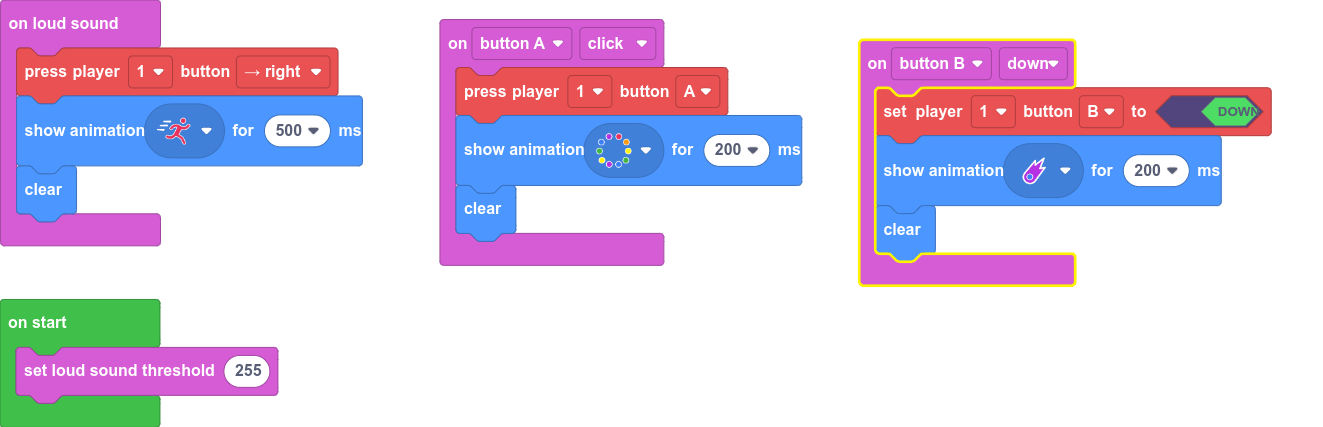 on loud sound
press player 1 button → right
show animation for 500 ms
clear
on start
set loud sound threshold 255
on button A click
press player 1 button A
show animation for 200 ms
clear
on button B down
set player 1 button B to DOWN
show animation for 200 ms
clear